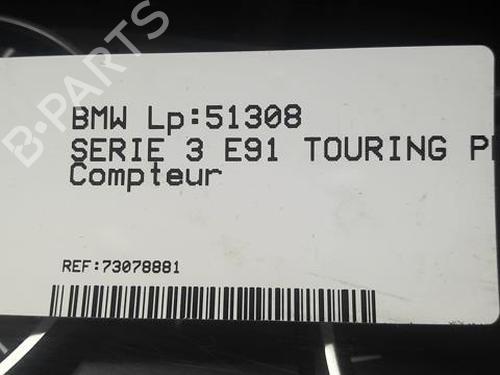 B-PARTS
BMW Lp:51308
SERIE 3 E91 TOURING
Compteur
REF:73078881